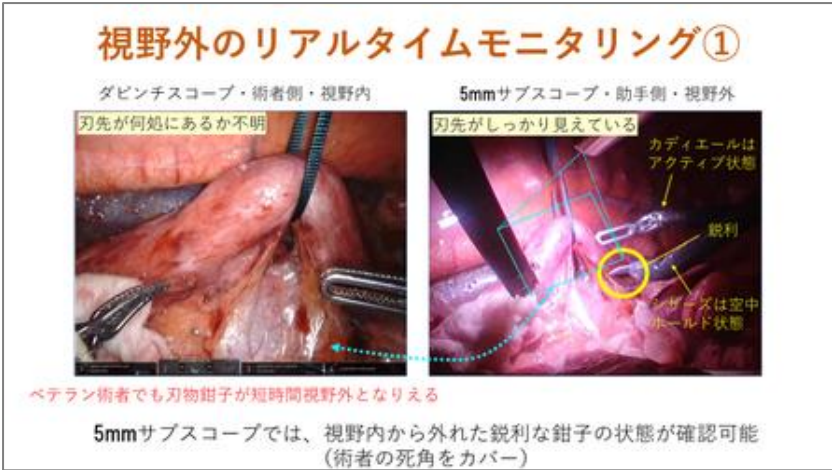 視野外のリアルタイムモニタリング①
ダビンチスコープ・術者側・視野内
5mmサブスコープ・助手側・視野外
刃先が何処にあるか不明
刃先がしっかり見えている
カディエールは
アクティブ状態
鋭利
シザーズは空中
ホールド状態
ベテラン術者でも刃物鉗子が短時間視野外となりえる
5mmサブスコープでは、視野内から外れた鋭利な鉗子の状態が確認可能
(術者の死角をカバー)